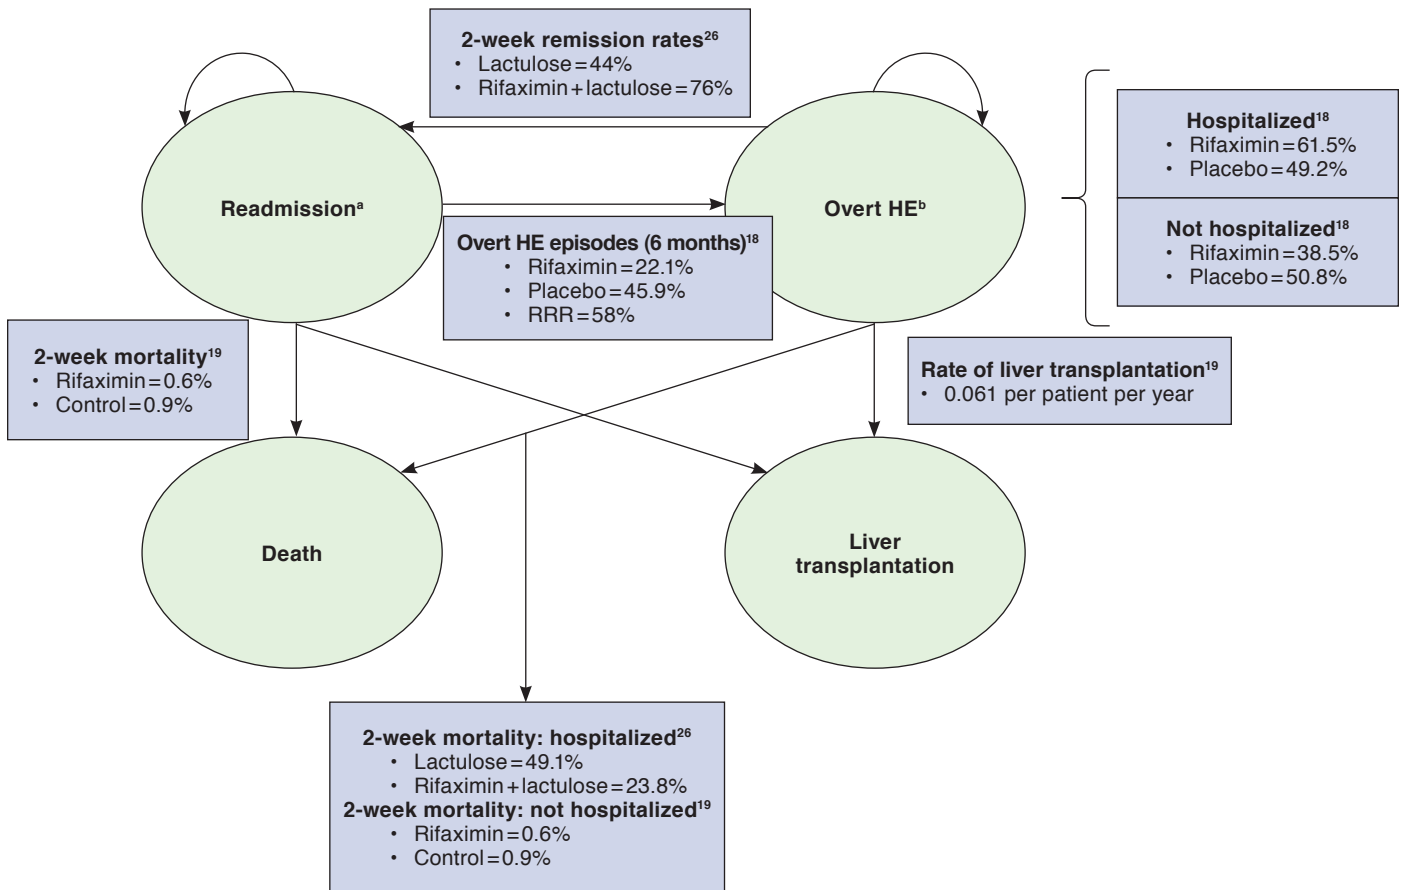 2-week remission rates²⁶
• Lactulose=44%
• Rifaximin+lactulose=76%
Hospitalized¹⁸
• Rifaximin=61.5%
• Placebo=49.2%
Not hospitalized¹⁸
• Rifaximin=38.5%
• Placebo=50.8%
Readmissionᵃ
Overt HEᵇ
Overt HE episodes (6 months)¹⁸
• Rifaximin=22.1%
• Placebo=45.9%
• RRR=58%
2-week mortality¹⁹
• Rifaximin=0.6%
• Control=0.9%
Rate of liver transplantation¹⁹
• 0.061 per patient per year
Death
Liver
transplantation
2-week mortality: hospitalized²⁶
• Lactulose=49.1%
• Rifaximin+lactulose=23.8%
2-week mortality: not hospitalized¹⁹
• Rifaximin=0.6%
• Control=0.9%